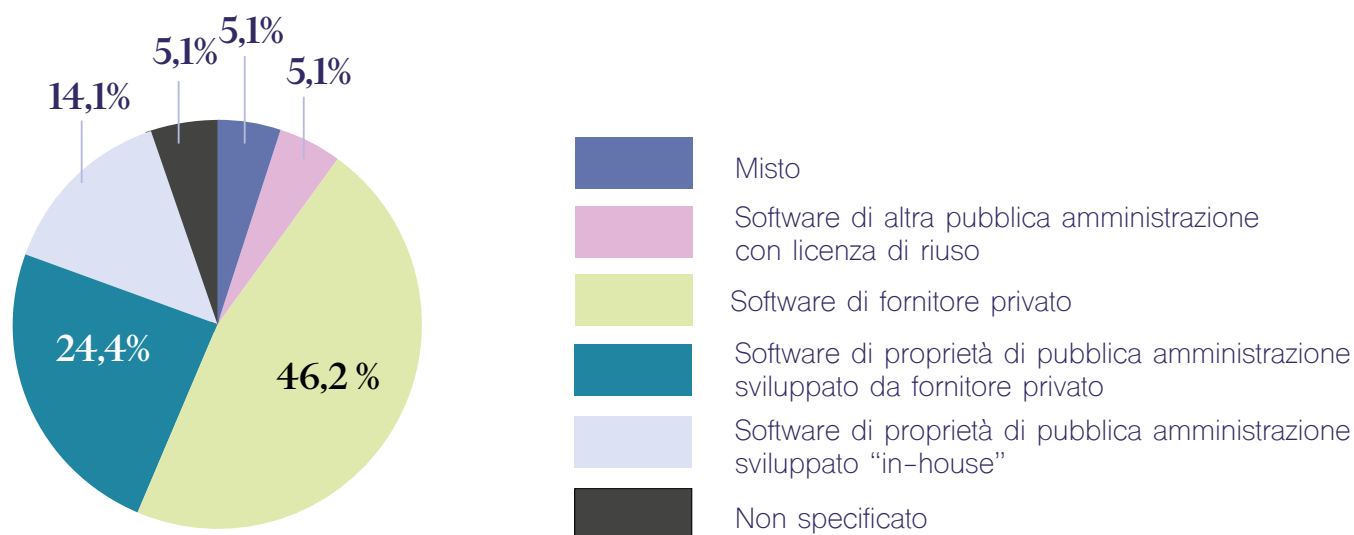 5,1%
5,1%
5,1%
14,1%
24,4%
46,2 %
Misto
Software di altra pubblica amministrazione
con licenza di riuso
Software di fornitore privato
Software di proprietà di pubblica amministrazione
sviluppato da fornitore privato
Software di proprietà di pubblica amministrazione
sviluppato “in-house”
Non specificato